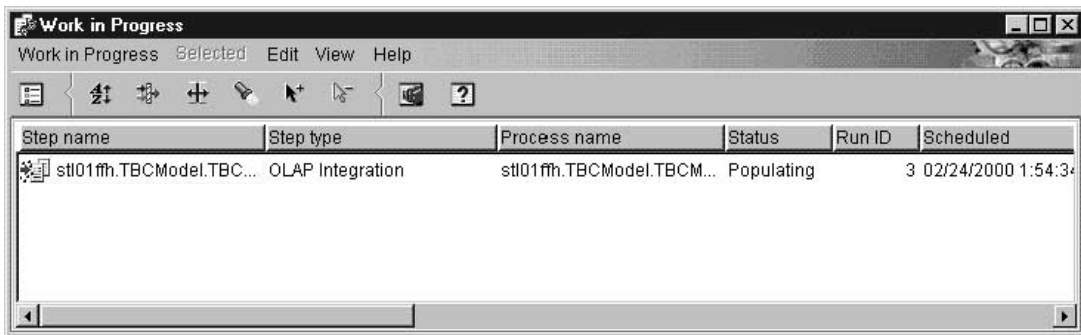 Work in Progress
Work in Progress Selected Edit View Help
Step name Step type Process name Status Run ID Scheduled
stl01ffh.TBCModel.TBC... OLAP Integration stl01ffh.TBCModel.TBCM... Populating 3 02/24/2000 1:54:34